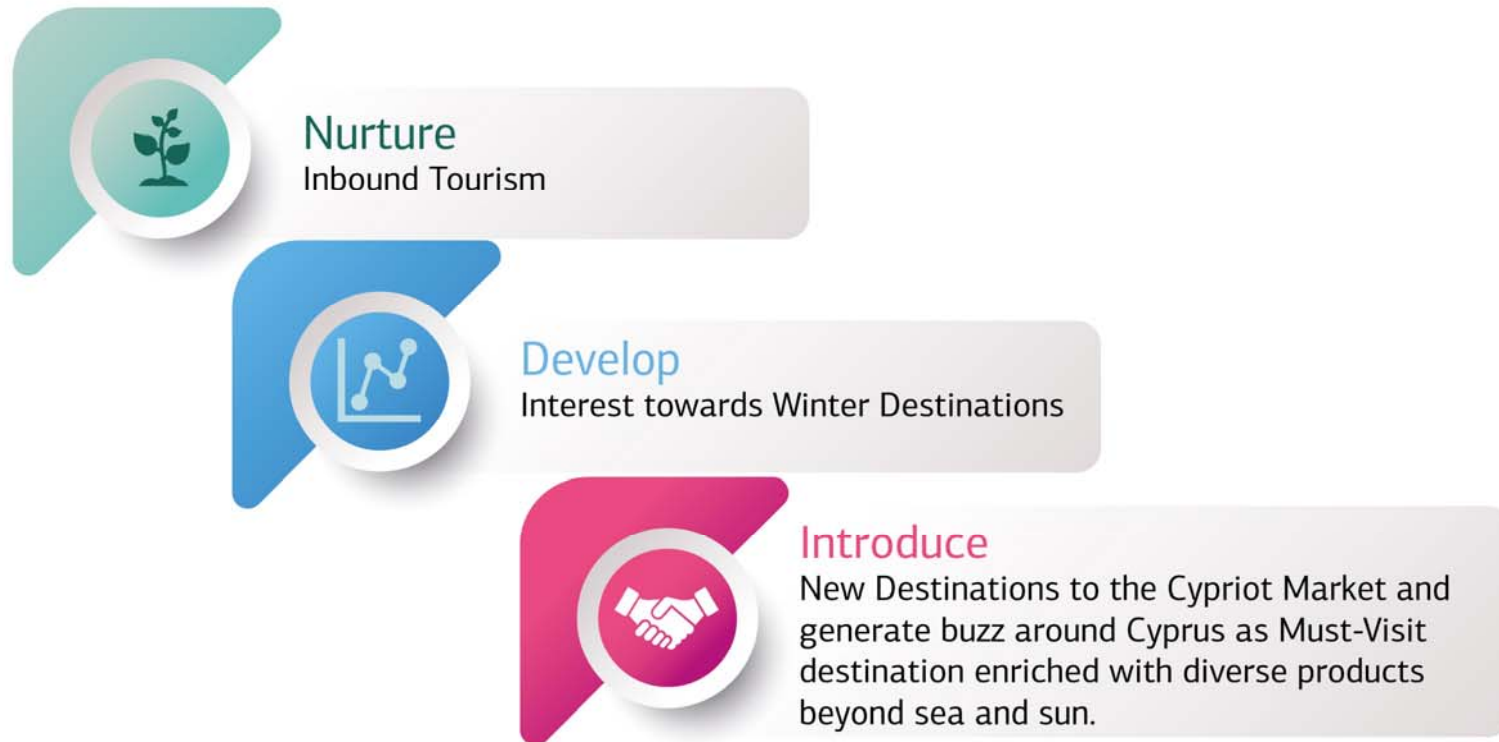 Nurture
Inbound Tourism
Develop
Interest towards Winter Destinations
Introduce
New Destinations to the Cypriot Market and
generate buzz around Cyprus as Must-Visit
destination enriched with diverse products
beyond sea and sun.